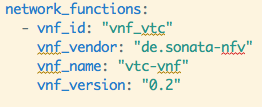 network_functions:
  - vnf_id: "vnf_vtc"
    vnf_vendor: "de.sonata-nfv"
    vnf_name: "vtc-vnf"
    vnf_version: "0.2"